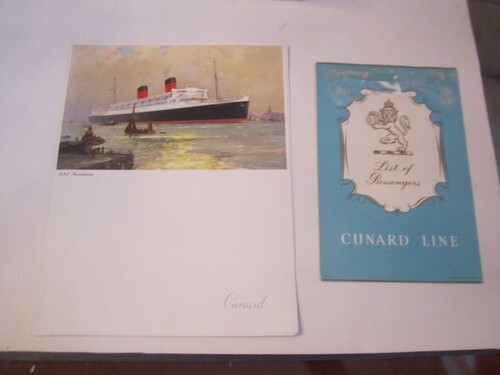 Cunard
List of
Passengers
CUNARD LINE